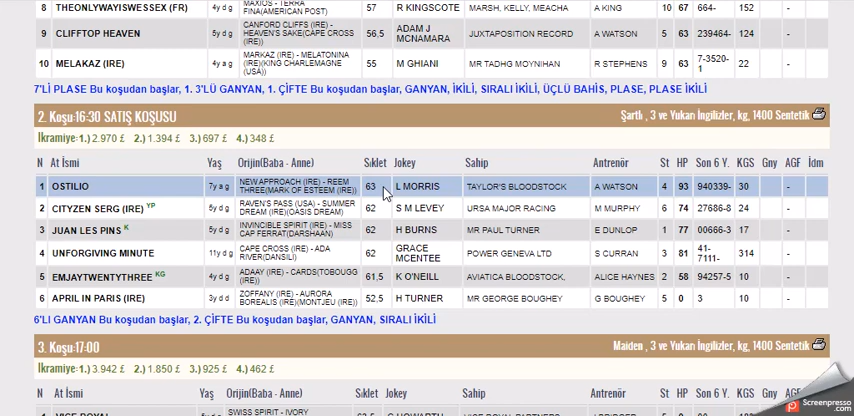 MAXIOS - TERRA
8 THEONLYWAYISWESSEX (FR) 4y d g FINA(AMERICAN POST) 57 R KINGSCOTE MARSH, KELLY, MEACHA A KING 10 67 664- 152 -
9 CLIFFTOP HEAVEN 5y d g CANFORD CLIFFS (IRE) - HEAVEN'S SAKE(CAPE CROSS (IRE)) 56,5 ADAM J MCNAMARA JUXTAPOSITION RECORD A WATSON 5 63 239464- 124 -
10 MELAKAZ (IRE) 4y a g MARKAZ (IRE) - MELATONINA (IRE)(KING CHARLEMAGNE (USA)) 55 M GHIANI MR TADHG MOYNIHAN R STEPHENS 9 63 7-3520-1 22 -
7'Lİ PLASE Bu koşudan başlar, 1. 3'LÜ GANYAN, 1. ÇİFTE Bu koşudan başlar, GANYAN, İKİLİ, SIRALI İKİLİ, ÜÇLÜ BAHİS, PLASE, PLASE İKİLİ
2. Koşu:16:30 SATIŞ KOŞUSU Şartlı , 3 ve Yukarı İngilizler, kg, 1400 Sentetik
İkramiye:1.) 2.970 £ 2.) 1.394 £ 3.) 697 £ 4.) 348 £
N At İsmi Yaş Orijin(Baba - Anne) Sıklet Jokey Sahip Antrenör St HP Son 6 Y. KGS Gny AGF İdm
1 OSTILIO 7y a g NEW APPROACH (IRE) - REEM THREE(MARK OF ESTEEM (IRE)) 63 L MORRIS TAYLOR'S BLOODSTOCK A WATSON 4 93 940339- 30 -
2 CITYZEN SERG (IRE) YP 5y d g RAVEN'S PASS (USA) - SUMMER DREAM (IRE)(OASIS DREAM) 62 S M LEVEY URSA MAJOR RACING M MURPHY 6 74 27686-8 24 -
3 JUAN LES PINS K 5y d g INVINCIBLE SPIRIT (IRE) - MISS CAP FERRAT(DARSHAAN) 62 H BURNS MR PAUL TURNER E DUNLOP 1 77 00666-3 17 -
4 UNFORGIVING MINUTE 11y d g CAPE CROSS (IRE) - ADA RIVER(DANSILI) 62 GRACE MCENTEE POWER GENEVA LTD S CURRAN 3 81 41-7111- 314 -
5 EMJAYTWENTYTHREE KG 4y d g ADAAY (IRE) - CARDS(TOBOUGG (IRE)) 61,5 K O'NEILL AVIATICA BLOODSTOCK, ALICE HAYNES 2 58 94257-5 10 -
6 APRIL IN PARIS (IRE) 3y d d ZOFFANY (IRE) - AURORA BOREALIS (IRE)(MONTJEU (IRE)) 52,5 H TURNER MR GEORGE BOUGHEY G BOUGHEY 5 0 3 10 -
6'LI GANYAN Bu koşudan başlar, 2. ÇİFTE Bu koşudan başlar, GANYAN, SIRALI İKİLİ
3. Koşu:17:00 Maiden , 3 ve Yukarı İngilizler, kg, 1400 Sentetik
İkramiye:1.) 3.942 £ 2.) 1.850 £ 3.) 925 £ 4.) 462 £
N At İsmi Yaş Orijin(Baba - Anne) Sıklet Jokey Sahip Antrenör St HP Son 6 Y. KGS Gny
SWISS SPIRIT - IVORY
Screenpresso
.com